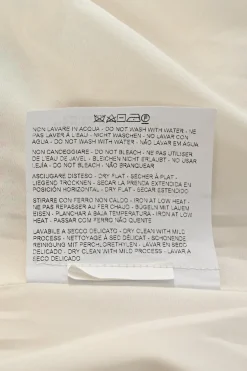 NON LAVARE IN ACQUA - DO NOT WASH WITH WATER - NE
PAS LAVER À L'EAU - NICHT WASCHEN - NO LAVAR CON
AGUA - DO NOT WASH WITH WATER - NÃO LAVAR EM AGUA
NON CANDEGGIARE - DO NOT BLEACH - NE PAS UTILISER
DE L'EAU DE JAVEL - BLEICHEN NICHT ERLAUBT - NO USAR
LEJÍA - DO NOT BLEACH - NÃO BRANQUEAR
ASCIUGARE DISTESO - DRY FLAT - SÉCHER À PLAT -
LIEGEND TROCKNEN - SECAR LA PRENDA EXTENDIDA EN
POSICIÓN HORIZONTAL - DRY FLAT - SECAR ESTENDIDO
STIRARE CON FERRO NON CALDO - IRON AT LOW HEAT -
NE PAS REPASSER AU FER CHAUD - BÜGELN MIT LAUEM
EISEN - PLANCHAR A BAJA TEMPERATURA - IRON AT LOW
HEAT - PASSAR COM FERRO NÃO QUENTE
LAVABILE A SECCO DELICATO - DRY CLEAN WITH MILD
PROCESS - NETTOYAGE À SEC DÉLICAT - SCHONENDE
REINIGUNG MIT PERCHLORETHYLEN - LAVAR EN SECO
DELICADO - DRY CLEAN WITH MILD PROCESS - LAVAR A
SECO DELICADO